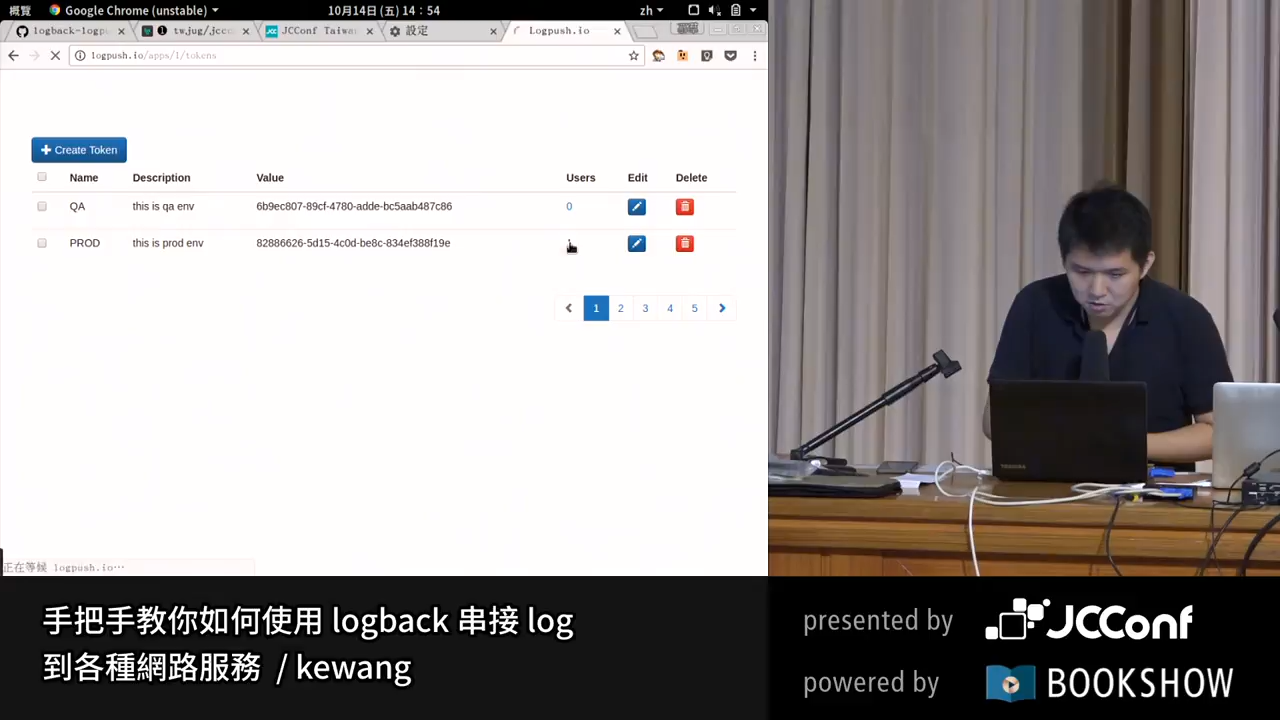 概覽 Google Chrome (unstable) 10月14日 (五) 14:54 zh
logback-logpu 1 tw.jug/jcco JCConf Taiwan 設定 Logpush.io
logpush.io/apps/1/tokens
Create Token
Name Description Value Users Edit Delete
QA this is qa env 6b9ec807-89cf-4780-adde-bc5aab487c86 0
PROD this is prod env 82886626-5d15-4c0d-be8c-834ef388f19e
1 2 3 4 5
正在等候 logpush.io…
TOSHIBA
手把手教你如何使用 logback 串接 log
到各種網路服務 / kewang
presented by JCConf
powered by BOOKSHOW